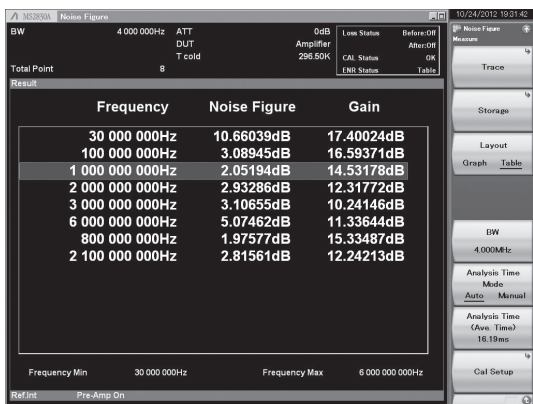 MS2830A Noise Figure
10/24/2012 19:31:42
BW 4 000 000Hz ATT 0dB
DUT Amplifier
T cold 296.50K
Total Point 8
Loss Status Before:Off
After:Off
CAL Status OK
ENR Status Table
Result
Frequency Noise Figure Gain
30 000 000Hz 10.66039dB 17.40024dB
100 000 000Hz 3.08945dB 16.59371dB
1 000 000 000Hz 2.05194dB 14.53178dB
2 000 000 000Hz 2.93286dB 12.31772dB
3 000 000 000Hz 3.10655dB 10.24146dB
6 000 000 000Hz 5.07462dB 11.33644dB
800 000 000Hz 1.97577dB 15.33487dB
2 100 000 000Hz 2.81561dB 12.24213dB
Frequency Min 30 000 000Hz Frequency Max 6 000 000 000Hz
Ref.Int Pre-Amp On
Noise Figure
Measure
Trace
Storage
Layout
Graph Table
BW
4.000MHz
Analysis Time
Mode
Auto Manual
Analysis Time
(Ave. Time)
16.19ms
Cal Setup